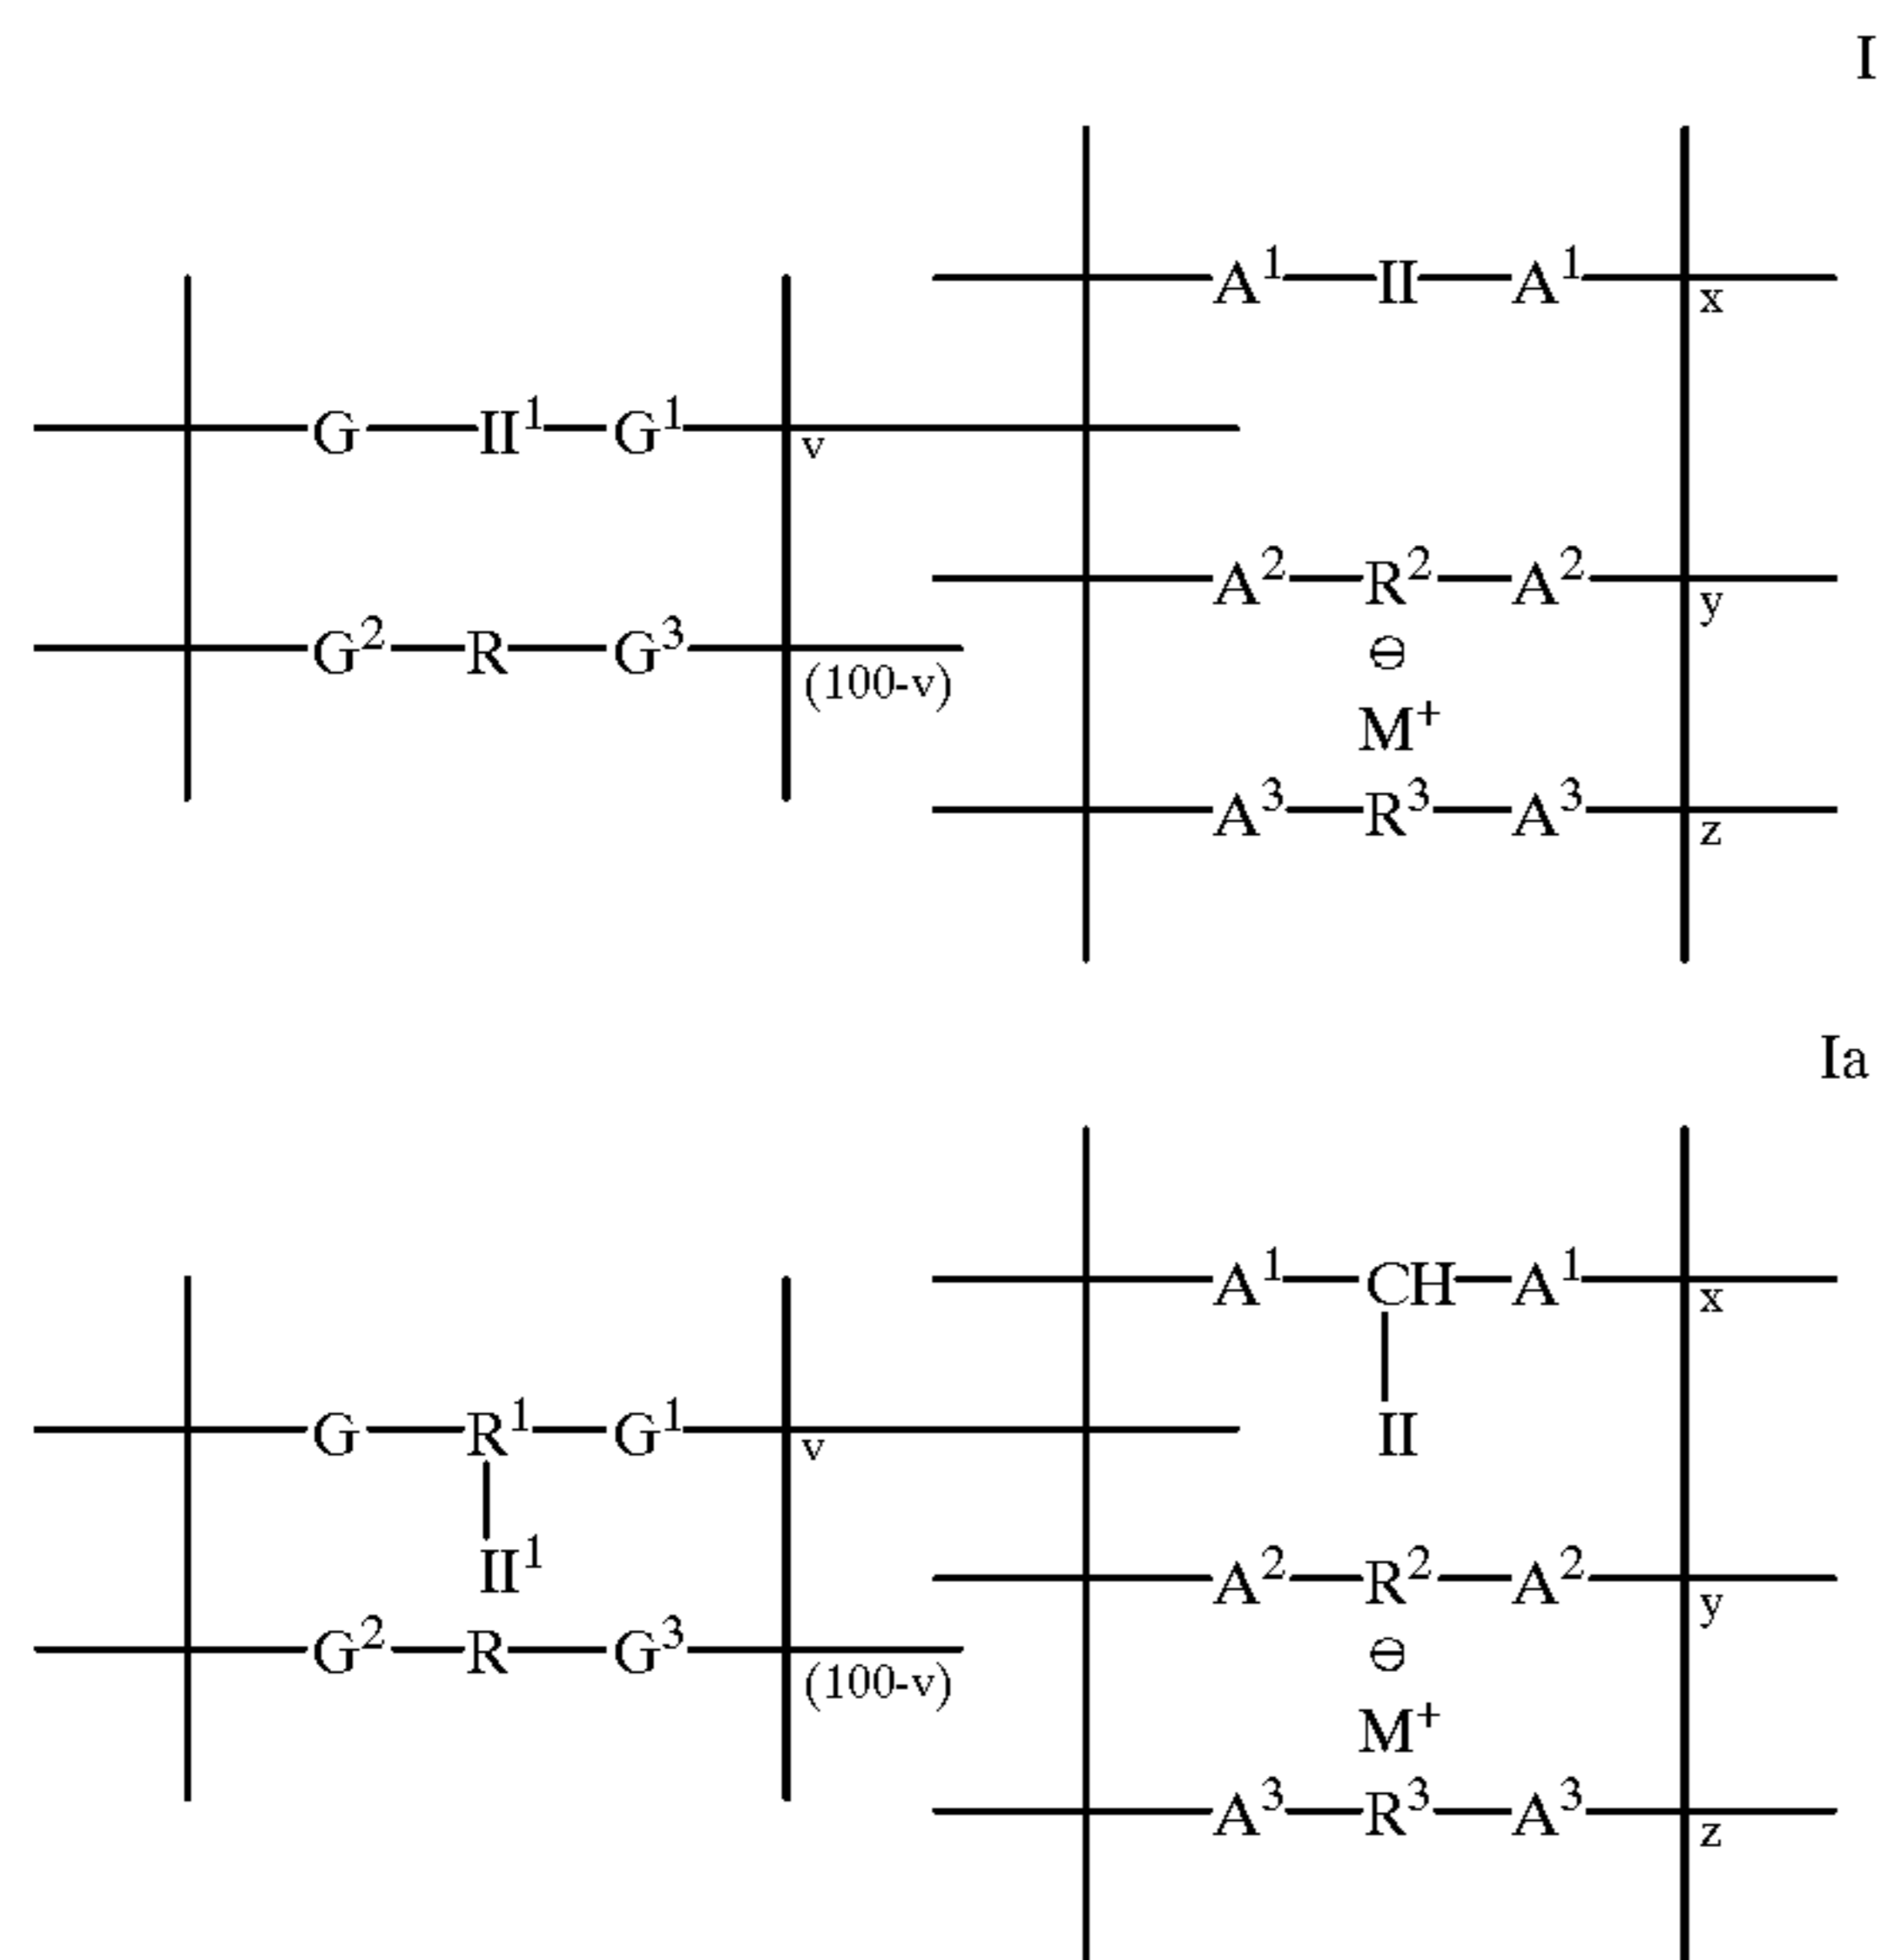 I
A¹ II A¹ x
G II¹ G¹ v
A² R² A² y
⊖
G² R G³ (100-v)
M⁺
A³ R³ A³ z
Ia
A¹ CH A¹ x
G R¹ G¹ v
II
II¹
A² R² A² y
⊖
G² R G³ (100-v)
M⁺
A³ R³ A³ z